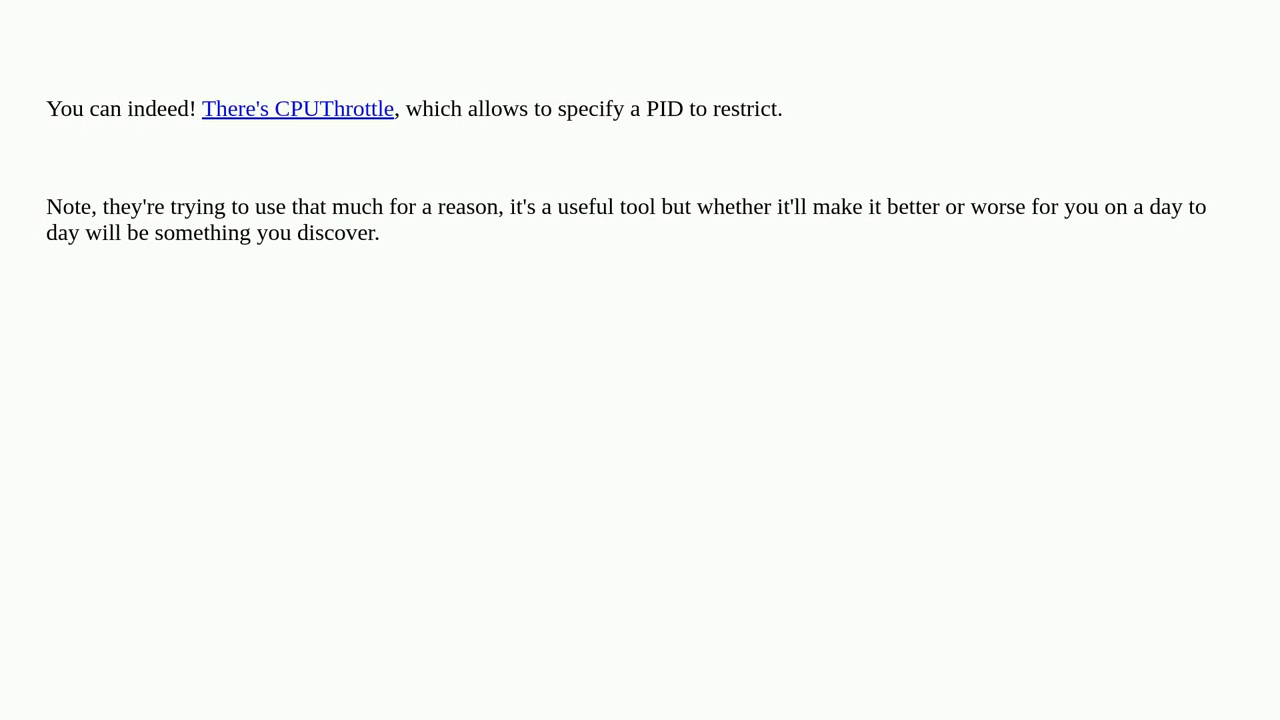 You can indeed! There's CPUThrottle, which allows to specify a PID to restrict.
Note, they're trying to use that much for a reason, it's a useful tool but whether it'll make it better or worse for you on a day to
day will be something you discover.